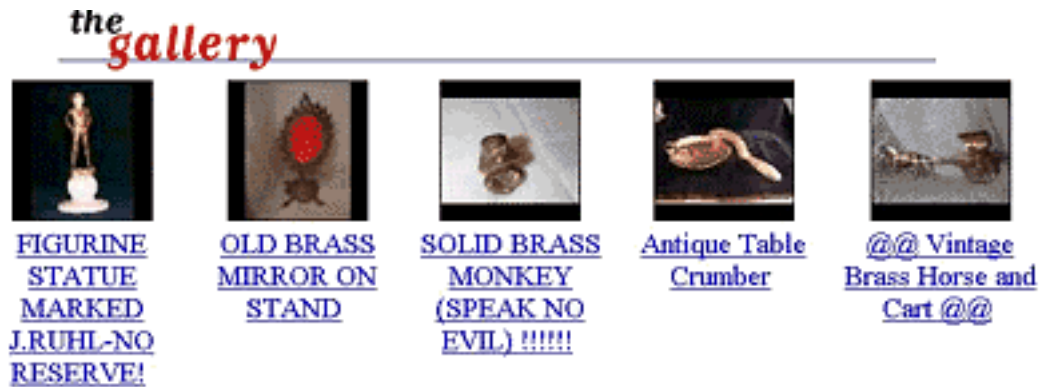 the
gallery
FIGURINE
STATUE
MARKED
J.RUHL-NO
RESERVE!
OLD BRASS
MIRROR ON
STAND
SOLID BRASS
MONKEY
(SPEAK NO
EVIL) !!!!!!
Antique Table
Crumber
@@ Vintage
Brass Horse and
Cart @@